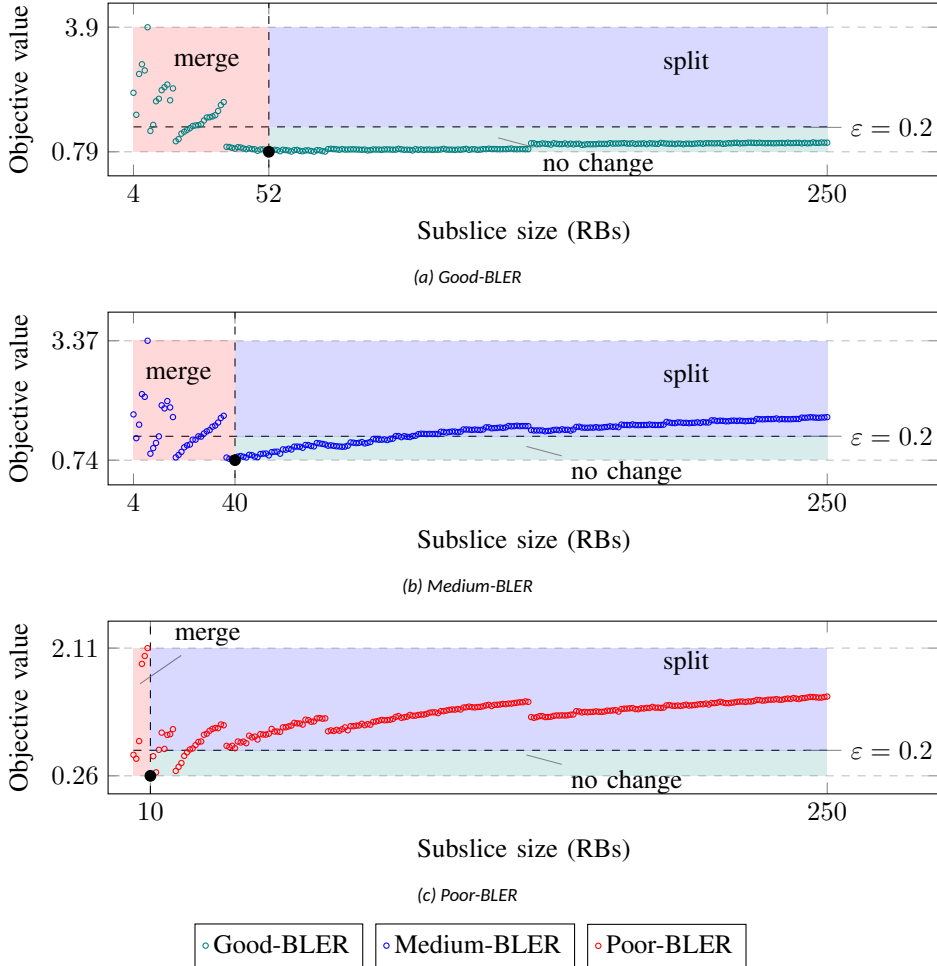 Objective value
3.9
0.79
merge
split
ε = 0.2
no change
4
52
250
Subslice size (RBs)
(a) Good-BLER
Objective value
3.37
0.74
merge
split
ε = 0.2
no change
4
40
250
Subslice size (RBs)
(b) Medium-BLER
Objective value
2.11
0.26
merge
split
ε = 0.2
no change
10
250
Subslice size (RBs)
(c) Poor-BLER
Good-BLER
Medium-BLER
Poor-BLER